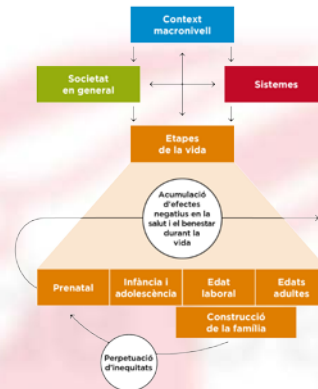 Context
macronivell
Societat
en general
Sistemes
Etapes
de la vida
Acumulació
d'efectes
negatius en la
salut i el benestar
durant la
vida
Prenatal
Infància i
adolescència
Edat
laboral
Edats
adultes
Construcció
de la família
Perpetuació
d'inequitats